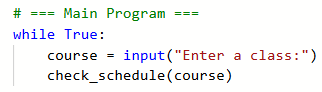 # === Main Program ===
while True:
    course = input("Enter a class:")
    check_schedule(course)